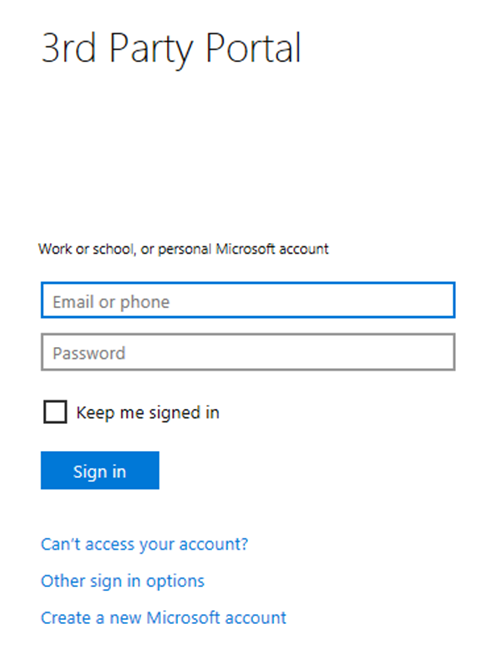 3rd Party Portal
Work or school, or personal Microsoft account
Email or phone
Password
Keep me signed in
Sign in
Can't access your account?
Other sign in options
Create a new Microsoft account